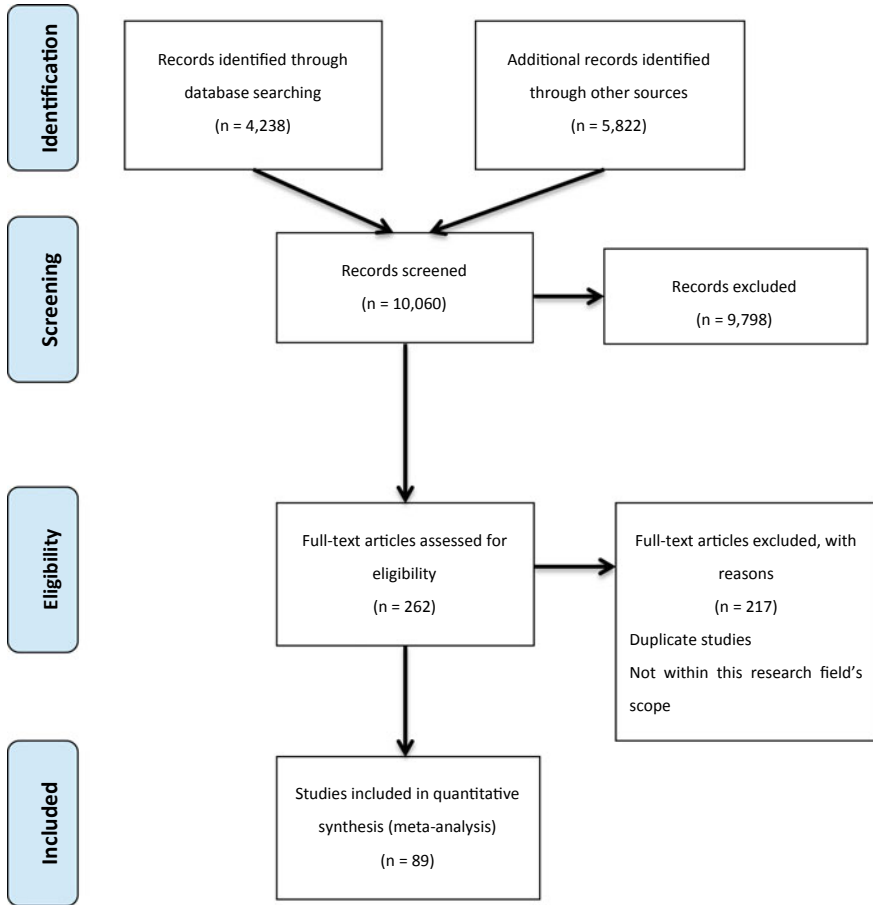 Identification
Records identified through
database searching
(n = 4,238)
Additional records identified
through other sources
(n = 5,822)
Screening
Records screened
(n = 10,060)
Records excluded
(n = 9,798)
Eligibility
Full-text articles assessed for
eligibility
(n = 262)
Full-text articles excluded, with
reasons
(n = 217)
Duplicate studies
Not within this research field's
scope
Included
Studies included in quantitative
synthesis (meta-analysis)
(n = 89)